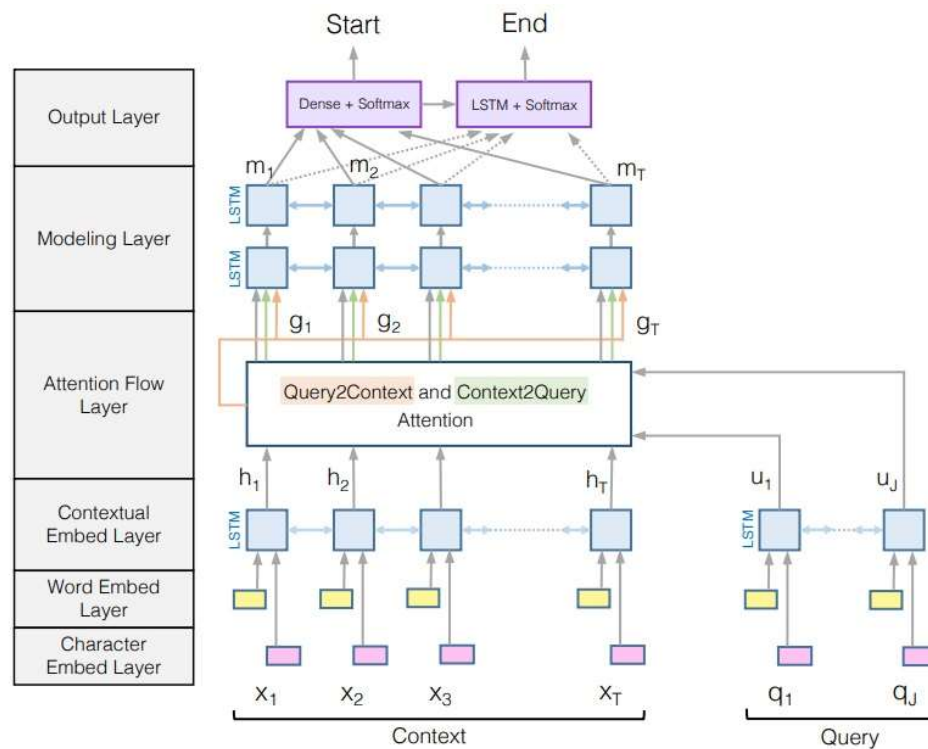 Start End
Output Layer
Dense + Softmax LSTM + Softmax
m1 m2 mT
LSTM
Modeling Layer
LSTM
g1 g2 gT
Attention Flow
Layer
Query2Context and Context2Query
Attention
h1 h2 hT u1 uJ
Contextual
Embed Layer
LSTM LSTM
Word Embed
Layer
Character
Embed Layer
x1 x2 x3 xT q1 qJ
Context Query